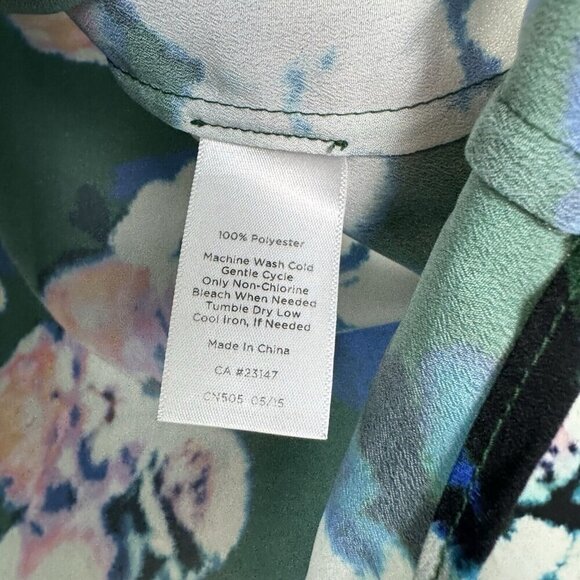 100% Polyester
Machine Wash Cold
Gentle Cycle
Only Non-Chlorine
Bleach When Needed
Tumble Dry Low
Cool Iron, If Needed
Made In China
CA #23147
CN505 05/15